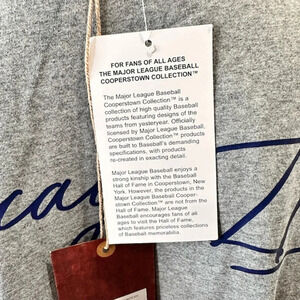 FOR FANS OF ALL AGES
THE MAJOR LEAGUE BASEBALL
COOPERSTOWN COLLECTION™
The Major League Baseball
Cooperstown Collection™ is a
collection of high quality Baseball
products featuring designs of the
teams from yesteryear. Officially
licensed by Major League Baseball,
Cooperstown Collection™ products
are built to Baseball's demanding
specifications, with products
re-created in exacting detail.
Major League Baseball enjoys a
strong kinship with the Baseball
Hall of Fame in Cooperstown, New
York. However, the products in the
Major League Baseball Cooper-
stown Collection™ are not from the
Hall of Fame. Major League
Baseball encourages fans of all
ages to visit the Hall of Fame,
which features priceless collections
of Baseball memorabilia.